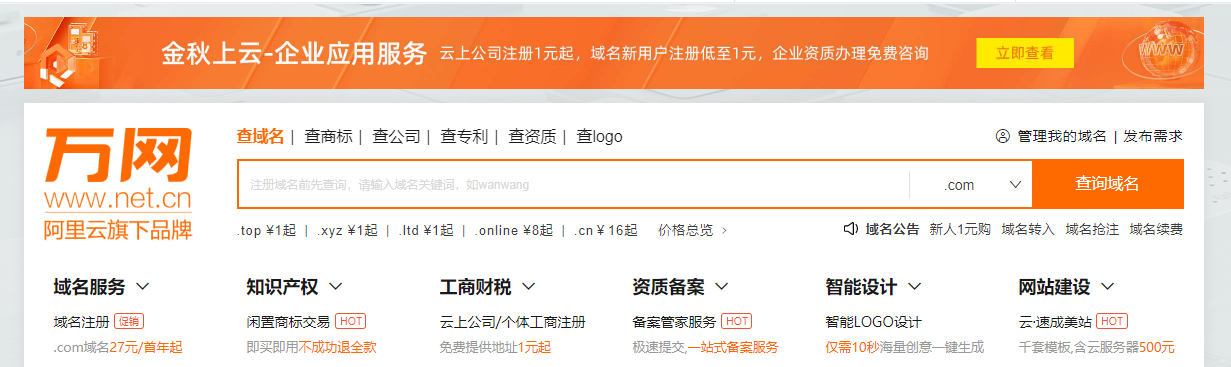 金秋上云-企业应用服务 云上公司注册1元起，域名新用户注册低至1元，企业资质办理免费咨询 立即查看
WWW
万网
www.net.cn
阿里云旗下品牌
查域名 | 查商标 | 查公司 | 查专利 | 查资质 | 查logo
管理我的域名 | 发布需求
注册域名前先查询，请输入域名关键词，如wanwang .com 查询域名
.top ¥1起 | .xyz ¥1起 | .ltd ¥1起 | .online ¥8起 | .cn ¥16起 价格总览 >
域名公告 新人1元购 域名转入 域名抢注 域名续费
域名服务 知识产权 工商财税 资质备案 智能设计 网站建设
域名注册 促销 闲置商标交易 HOT 云上公司/个体工商注册 备案管家服务 HOT 智能LOGO设计 云·速成美站 HOT
.com域名27元/首年起 即买即用不成功退全款 免费提供地址1元起 极速提交,一站式备案服务 仅需10秒海量创意一键生成 千套模板,含云服务器500元